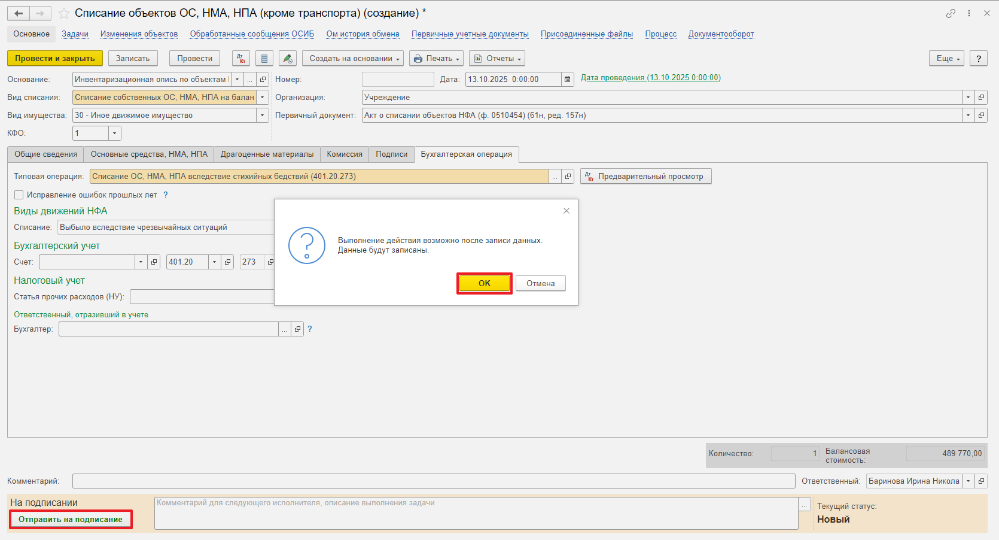 Списание объектов ОС, НМА, НПА (кроме транспорта) (создание) *
Основное Задачи Изменения объектов Обработанные сообщения ОСИБ Ом история обмена Первичные учетные документы Присоединенные файлы Процесс Документооборот
Провести и закрыть Записать Провести Дт Кт Создать на основании Печать Отчеты Еще ?
Основание: Инвентаризационная опись по объектам ... Номер: Дата: 13.10.2025 0:00:00 Дата проведения (13.10.2025 0:00:00)
Вид списания: Списание собственных ОС, НМА, НПА на балан Организация: Учреждение
Вид имущества: 30 - Иное движимое имущество Первичный документ: Акт о списании объектов НФА (ф. 0510454) (61н, ред. 157н)
КФО: 1
Общие сведения Основные средства, НМА, НПА Драгоценные материалы Комиссия Подписи Бухгалтерская операция
Типовая операция: Списание ОС, НМА, НПА вследствие стихийных бедствий (401.20.273) ... Дт Кт Предварительный просмотр
Исправление ошибок прошлых лет ?
Виды движений НФА
Списание: Выбыло вследствие чрезвычайных ситуаций
Бухгалтерский учет
Счет: 401.20 273
Налоговый учет
Статья прочих расходов (НУ):
Ответственный, отразивший в учете
Бухгалтер: ... ?
Выполнение действия возможно после записи данных.
Данные будут записаны.
ОК Отмена
Количество: 1 Балансовая стоимость: 489 770,00
Комментарий: Ответственный: Баринова Ирина Никола
На подписании
Отправить на подписание
Комментарий для следующего исполнителя, описание выполнения задачи ...
Текущий статус:
Новый